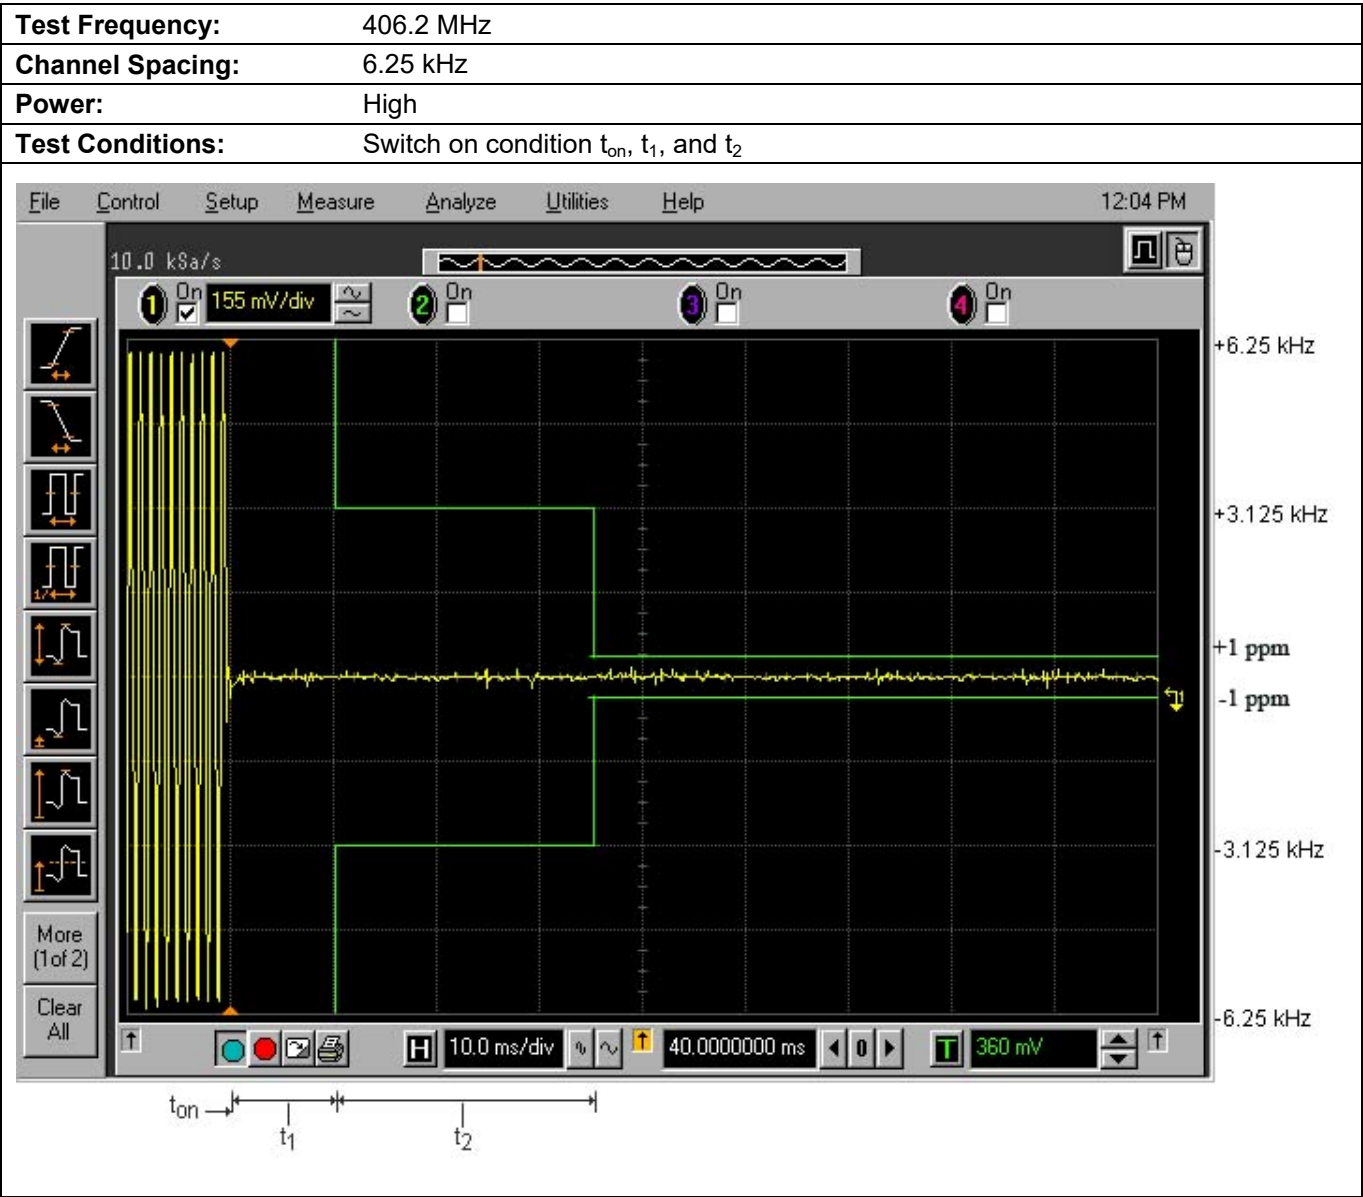 Test Frequency: 406.2 MHz
Channel Spacing: 6.25 kHz
Power: High
Test Conditions: Switch on condition ton, t1, and t2
File Control Setup Measure Analyze Utilities Help 12:04 PM
10.0 kSa/s
1 On 155 mV/div 2 On 3 On 4 On
+6.25 kHz
+3.125 kHz
1/
+1 ppm
-1 ppm
-3.125 kHz
More
(1of 2)
Clear
All
-6.25 kHz
H 10.0 ms/div 40.0000000 ms 0 T 360 mV
ton
t1
t2